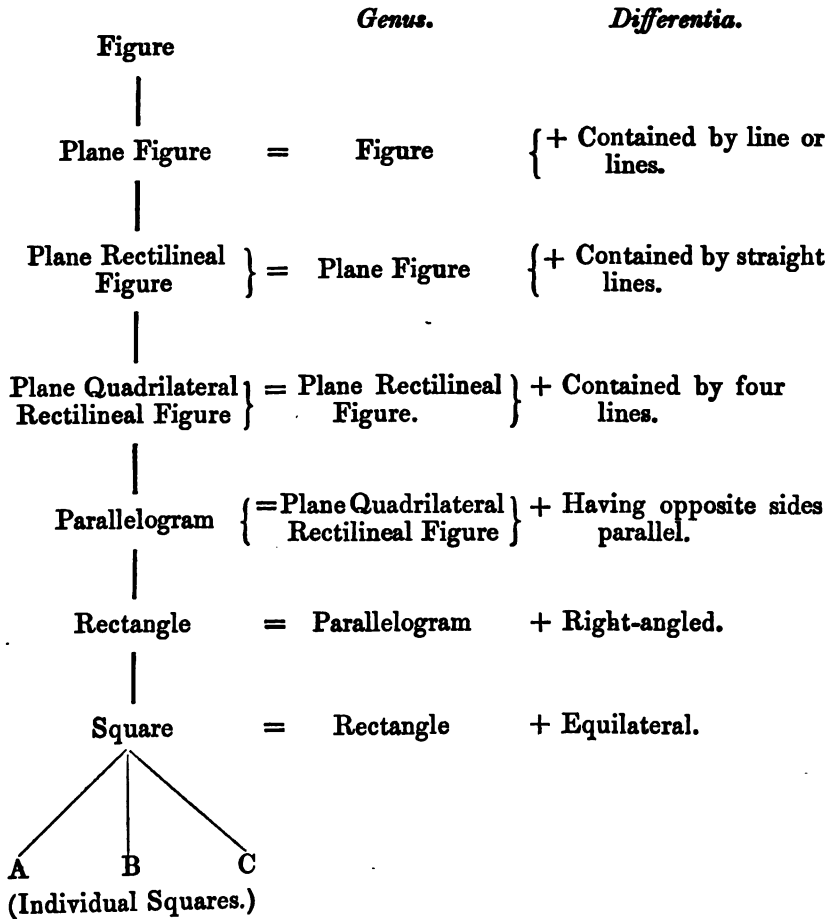 Genus. Differentia.
Figure
Plane Figure = Figure { + Contained by line or
lines.
Plane Rectilineal
Figure } = Plane Figure { + Contained by straight
lines.
Plane Quadrilateral
Rectilineal Figure } = Plane Rectilineal
Figure. } + Contained by four
lines.
Parallelogram { = Plane Quadrilateral
Rectilineal Figure } + Having opposite sides
parallel.
Rectangle = Parallelogram + Right-angled.
Square = Rectangle + Equilateral.
A B C
(Individual Squares.)